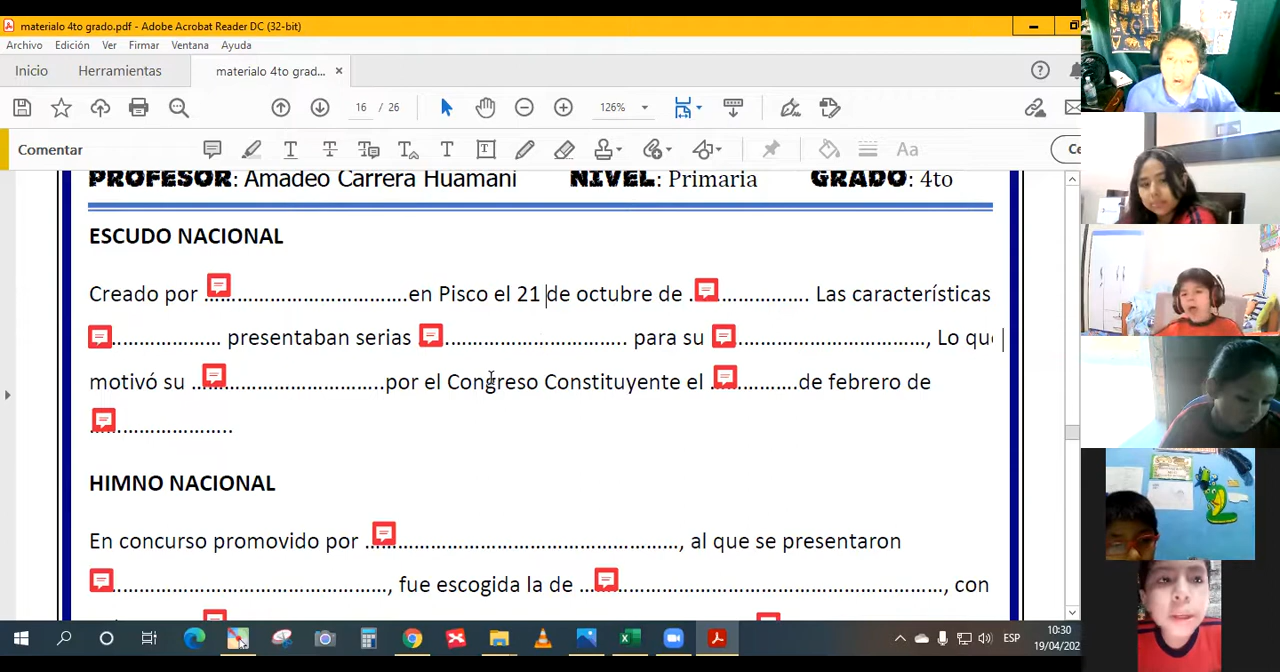 materialo 4to grado.pdf - Adobe Acrobat Reader DC (32-bit)
Archivo Edición Ver Firmar Ventana Ayuda
Inicio Herramientas materialo 4to grad... ×
16 / 26 126%
Comentar Aa Ce
PROFESOR: Amadeo Carrera Huamani NIVEL: Primaria GRADO: 4to
ESCUDO NACIONAL
Creado por ......................................en Pisco el 21 de octubre de ...................... Las características
........................ presentaban serias ................................. para su .................................., Lo que
motivó su ..................................por el Congreso Constituyente el ................de febrero de
..........................
HIMNO NACIONAL
En concurso promovido por ........................................................, al que se presentaron
...................................................., fue escogida la de ................................................................, con
ESP
10:30
19/04/202